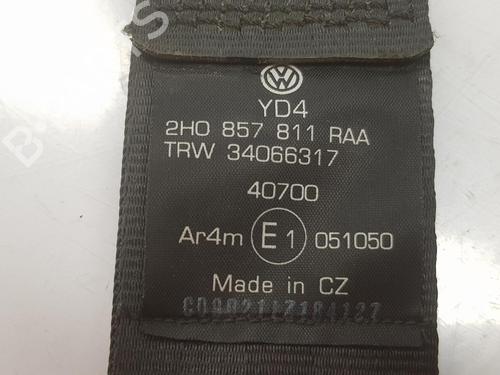 YD4
2H0 857 811 RAA
TRW 34066317
40700
Ar4m E1 051050
Made in CZ